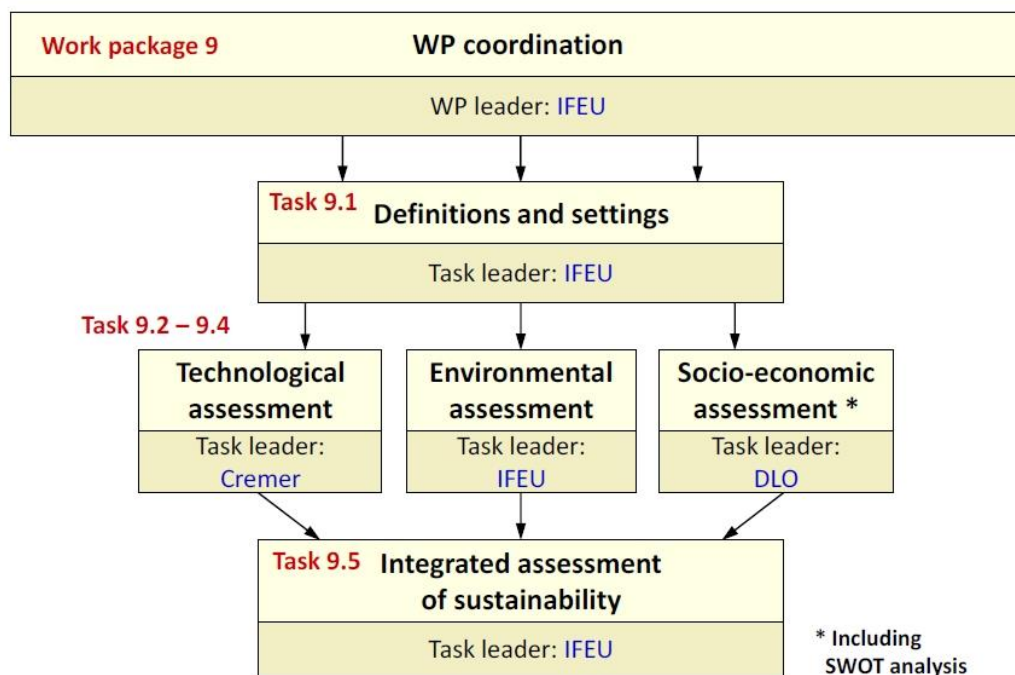 Work package 9 WP coordination
WP leader: IFEU
Task 9.1 Definitions and settings
Task leader: IFEU
Task 9.2 – 9.4
Technological
assessment
Task leader:
Cremer
Environmental
assessment
Task leader:
IFEU
Socio-economic
assessment *
Task leader:
DLO
Task 9.5 Integrated assessment
of sustainability
Task leader: IFEU
* Including
SWOT analysis